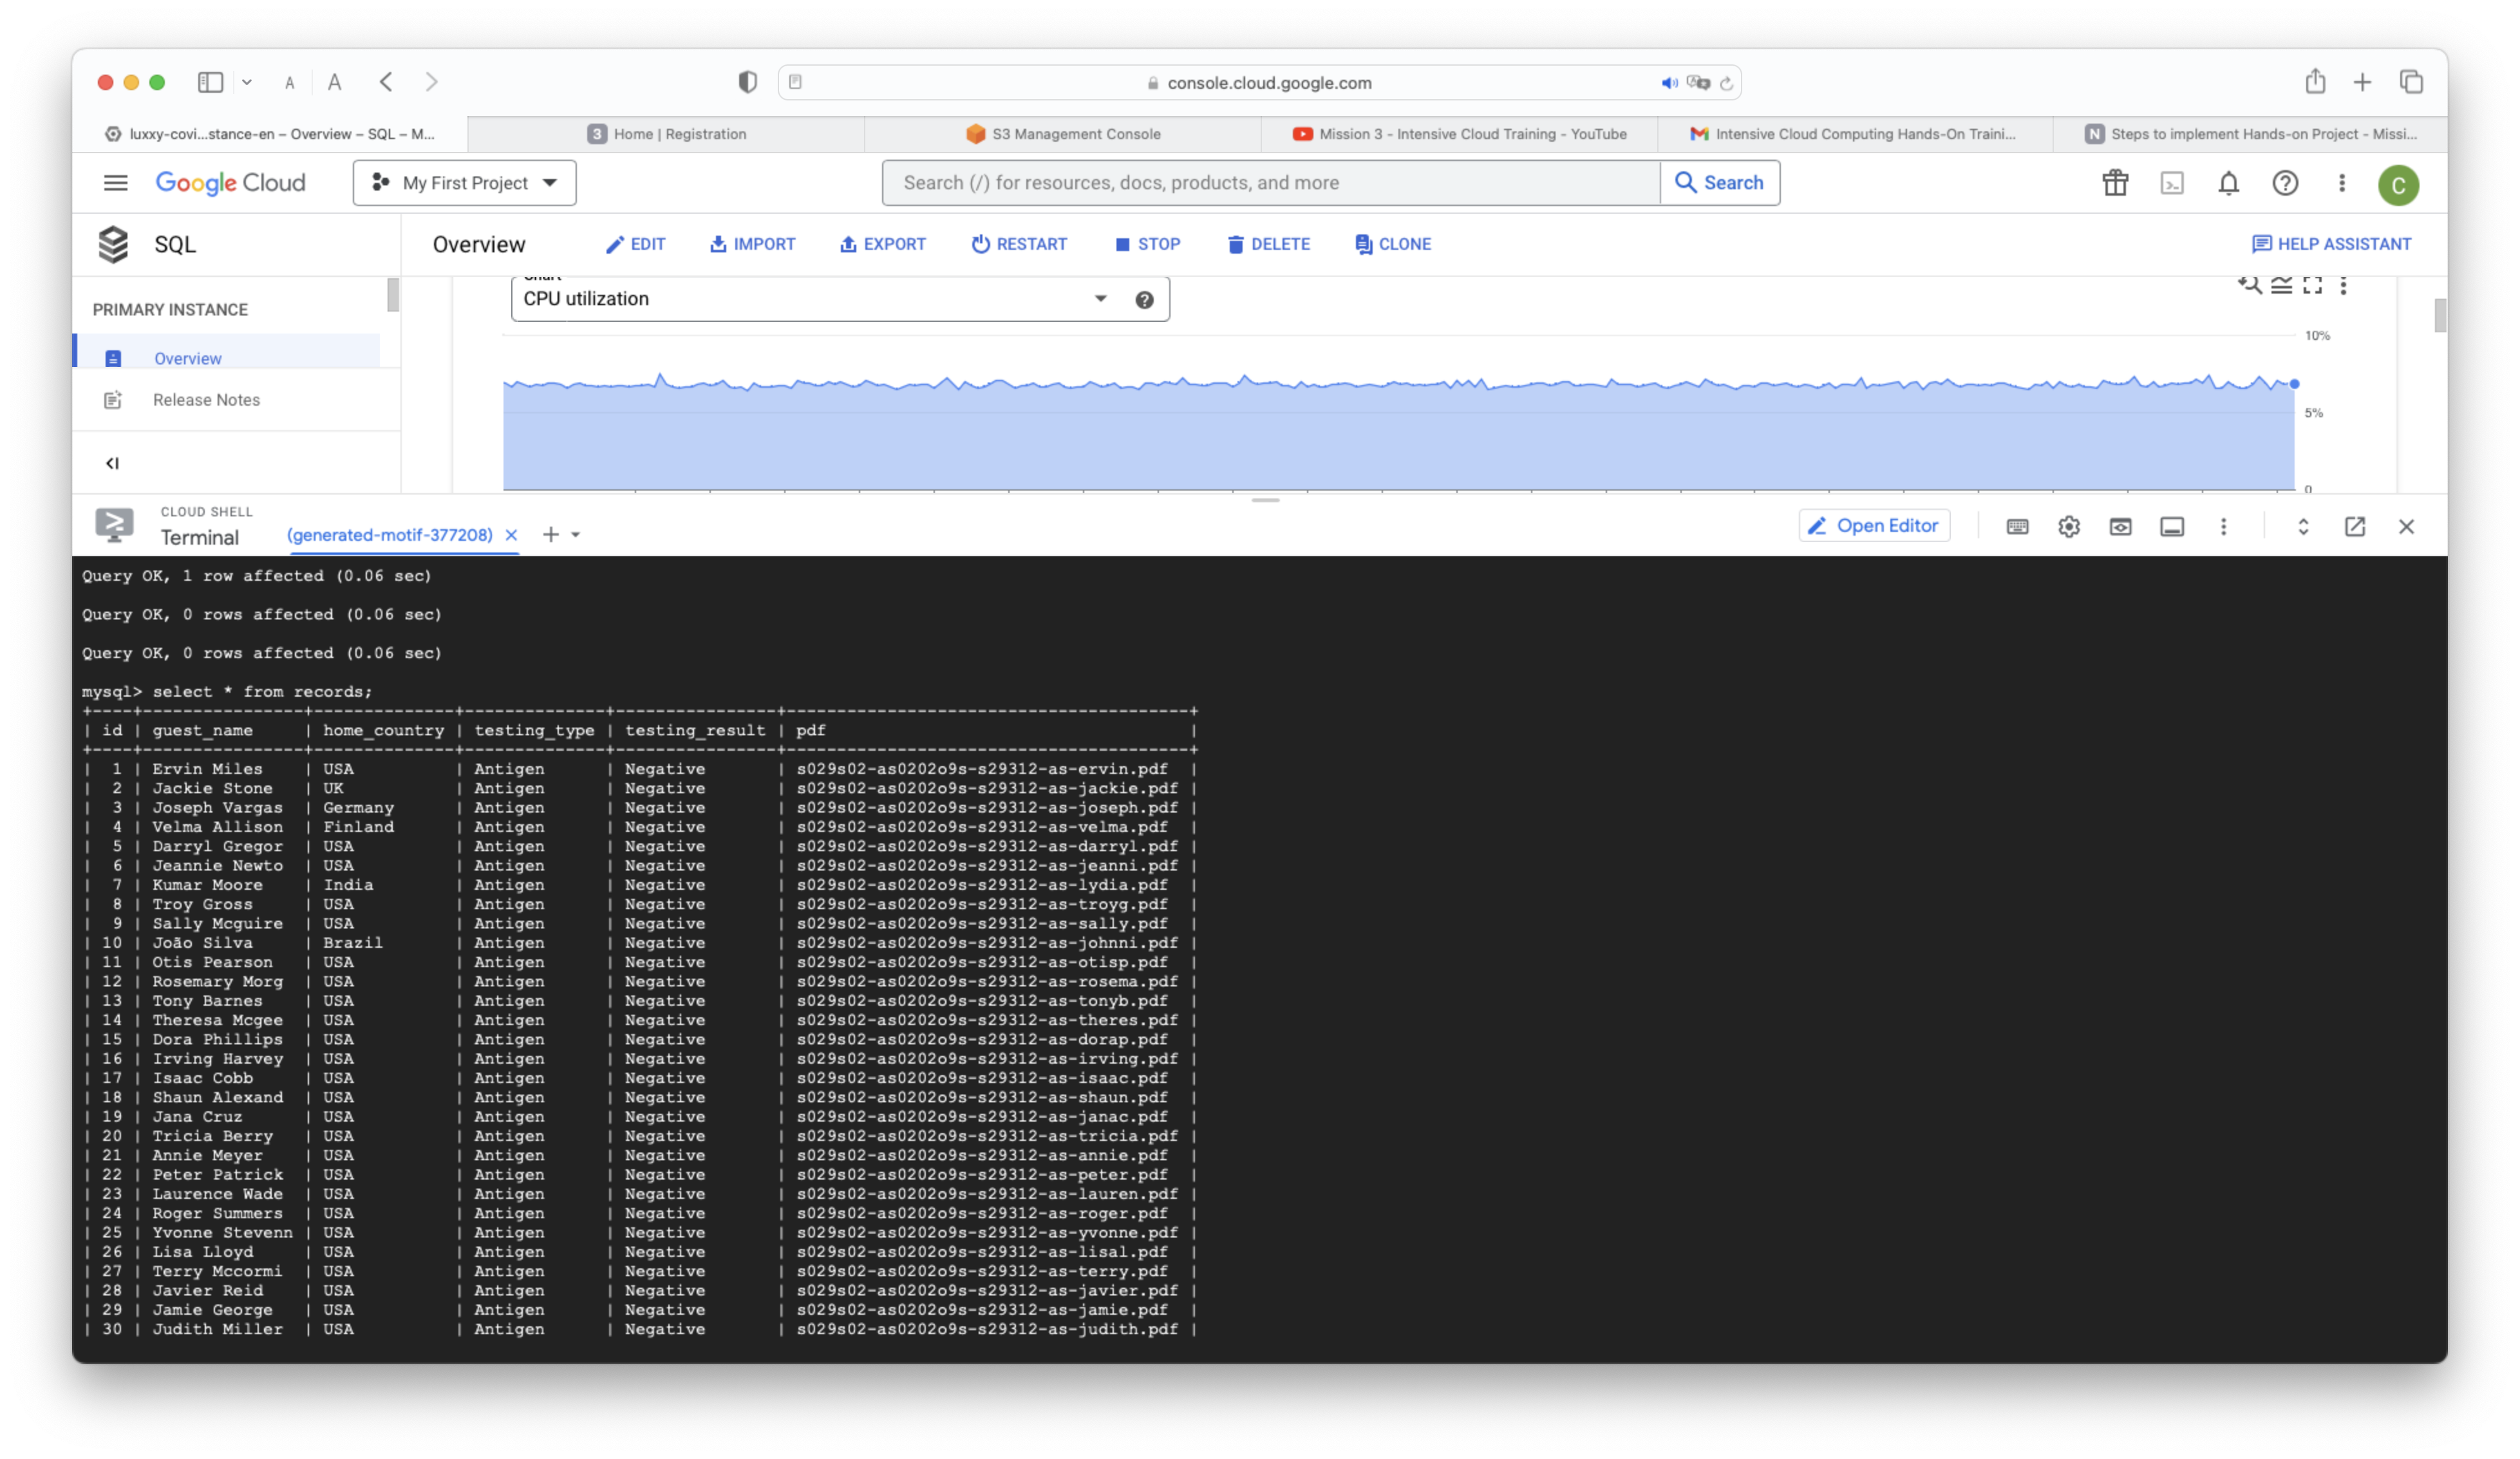 A A console.cloud.google.com
luxxy-covi...stance-en – Overview – SQL – M... 3 Home | Registration S3 Management Console Mission 3 - Intensive Cloud Training - YouTube Intensive Cloud Computing Hands-On Traini... N Steps to implement Hands-on Project - Missi...
Google Cloud My First Project Search (/) for resources, docs, products, and more Search C
SQL Overview EDIT IMPORT EXPORT RESTART STOP DELETE CLONE HELP ASSISTANT
CPU utilization
PRIMARY INSTANCE
10%
Overview
Release Notes
5%
0
CLOUD SHELL
Terminal (generated-motif-377208) Open Editor
Query OK, 1 row affected (0.06 sec)
Query OK, 0 rows affected (0.06 sec)
Query OK, 0 rows affected (0.06 sec)
mysql> select * from records;
+----+----------------+--------------+--------------+----------------+----------------------------------------+
| id | guest_name | home_country | testing_type | testing_result | pdf |
+----+----------------+--------------+--------------+----------------+----------------------------------------+
| 1 | Ervin Miles | USA | Antigen | Negative | s029s02-as0202o9s-s29312-as-ervin.pdf |
| 2 | Jackie Stone | UK | Antigen | Negative | s029s02-as0202o9s-s29312-as-jackie.pdf |
| 3 | Joseph Vargas | Germany | Antigen | Negative | s029s02-as0202o9s-s29312-as-joseph.pdf |
| 4 | Velma Allison | Finland | Antigen | Negative | s029s02-as0202o9s-s29312-as-velma.pdf |
| 5 | Darryl Gregor | USA | Antigen | Negative | s029s02-as0202o9s-s29312-as-darryl.pdf |
| 6 | Jeannie Newto | USA | Antigen | Negative | s029s02-as0202o9s-s29312-as-jeanni.pdf |
| 7 | Kumar Moore | India | Antigen | Negative | s029s02-as0202o9s-s29312-as-lydia.pdf |
| 8 | Troy Gross | USA | Antigen | Negative | s029s02-as0202o9s-s29312-as-troyg.pdf |
| 9 | Sally Mcguire | USA | Antigen | Negative | s029s02-as0202o9s-s29312-as-sally.pdf |
| 10 | João Silva | Brazil | Antigen | Negative | s029s02-as0202o9s-s29312-as-johnni.pdf |
| 11 | Otis Pearson | USA | Antigen | Negative | s029s02-as0202o9s-s29312-as-otisp.pdf |
| 12 | Rosemary Morg | USA | Antigen | Negative | s029s02-as0202o9s-s29312-as-rosema.pdf |
| 13 | Tony Barnes | USA | Antigen | Negative | s029s02-as0202o9s-s29312-as-tonyb.pdf |
| 14 | Theresa Mcgee | USA | Antigen | Negative | s029s02-as0202o9s-s29312-as-theres.pdf |
| 15 | Dora Phillips | USA | Antigen | Negative | s029s02-as0202o9s-s29312-as-dorap.pdf |
| 16 | Irving Harvey | USA | Antigen | Negative | s029s02-as0202o9s-s29312-as-irving.pdf |
| 17 | Isaac Cobb | USA | Antigen | Negative | s029s02-as0202o9s-s29312-as-isaac.pdf |
| 18 | Shaun Alexand | USA | Antigen | Negative | s029s02-as0202o9s-s29312-as-shaun.pdf |
| 19 | Jana Cruz | USA | Antigen | Negative | s029s02-as0202o9s-s29312-as-janac.pdf |
| 20 | Tricia Berry | USA | Antigen | Negative | s029s02-as0202o9s-s29312-as-tricia.pdf |
| 21 | Annie Meyer | USA | Antigen | Negative | s029s02-as0202o9s-s29312-as-annie.pdf |
| 22 | Peter Patrick | USA | Antigen | Negative | s029s02-as0202o9s-s29312-as-peter.pdf |
| 23 | Laurence Wade | USA | Antigen | Negative | s029s02-as0202o9s-s29312-as-lauren.pdf |
| 24 | Roger Summers | USA | Antigen | Negative | s029s02-as0202o9s-s29312-as-roger.pdf |
| 25 | Yvonne Stevenn | USA | Antigen | Negative | s029s02-as0202o9s-s29312-as-yvonne.pdf |
| 26 | Lisa Lloyd | USA | Antigen | Negative | s029s02-as0202o9s-s29312-as-lisal.pdf |
| 27 | Terry Mccormi | USA | Antigen | Negative | s029s02-as0202o9s-s29312-as-terry.pdf |
| 28 | Javier Reid | USA | Antigen | Negative | s029s02-as0202o9s-s29312-as-javier.pdf |
| 29 | Jamie George | USA | Antigen | Negative | s029s02-as0202o9s-s29312-as-jamie.pdf |
| 30 | Judith Miller | USA | Antigen | Negative | s029s02-as0202o9s-s29312-as-judith.pdf |